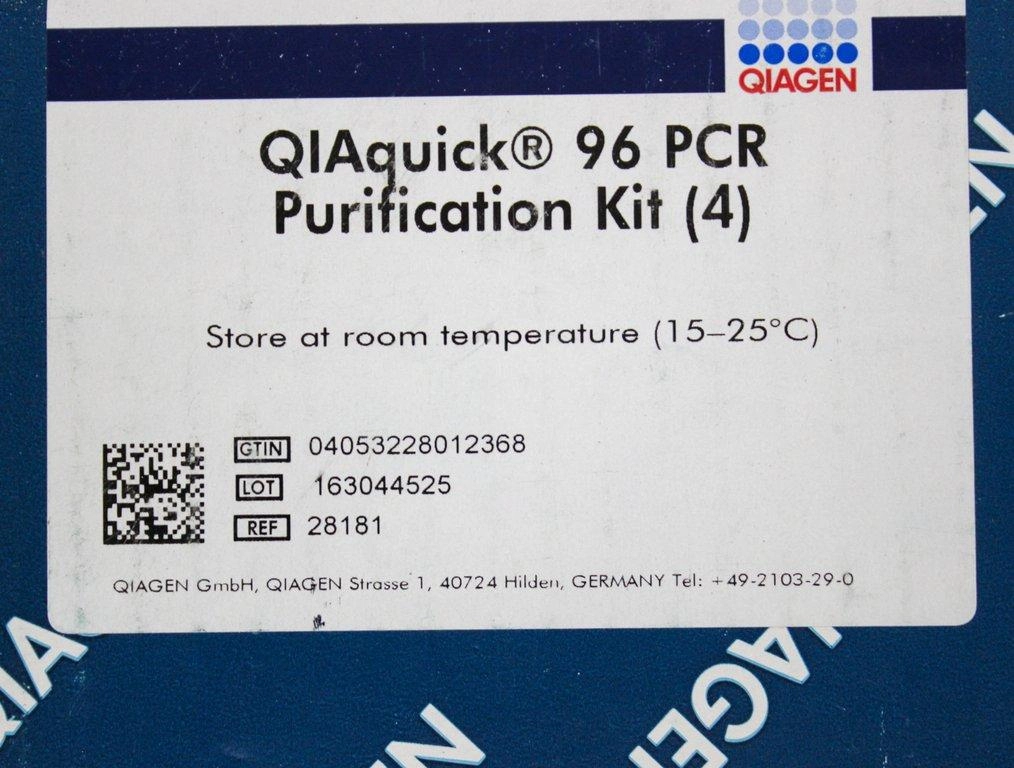 QIAGEN
QIAquick® 96 PCR
Purification Kit (4)
Store at room temperature (15–25°C)
GTIN 04053228012368
LOT 163044525
REF 28181
QIAGEN GmbH, QIAGEN Strasse 1, 40724 Hilden, GERMANY Tel: +49-2103-29-0